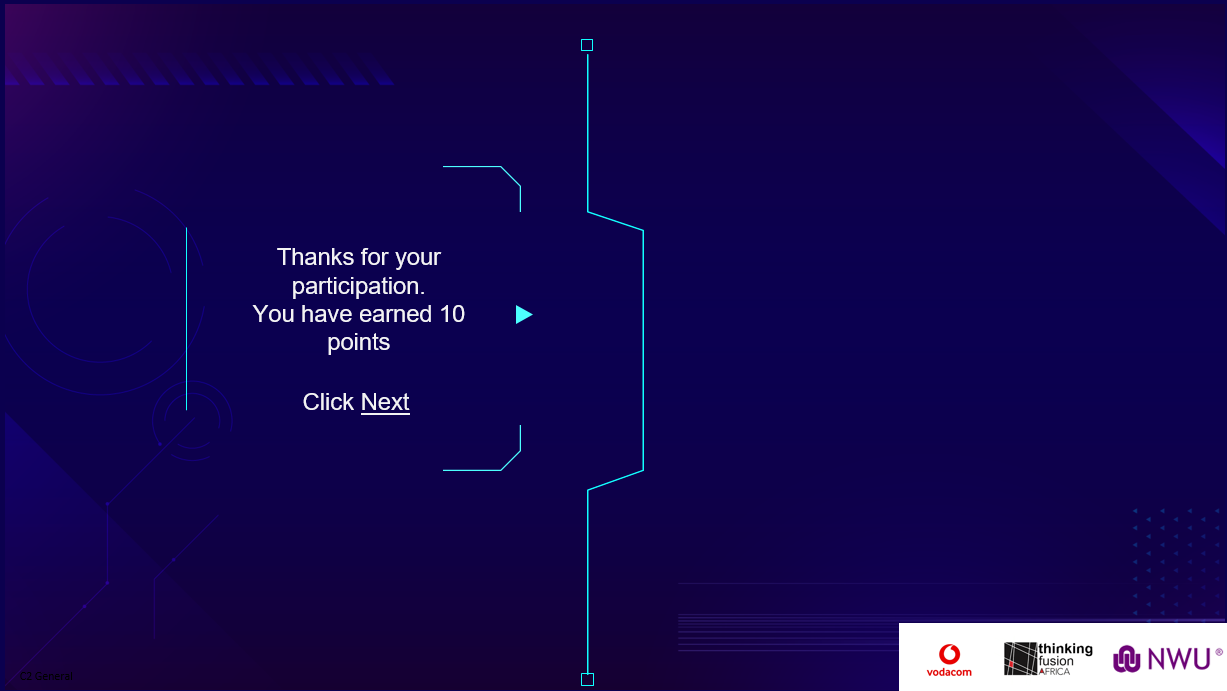 Thanks for your
participation.
You have earned 10
points
Click Next
C2 General
vodacom
thinking
fusion
AFRICA
NWU®